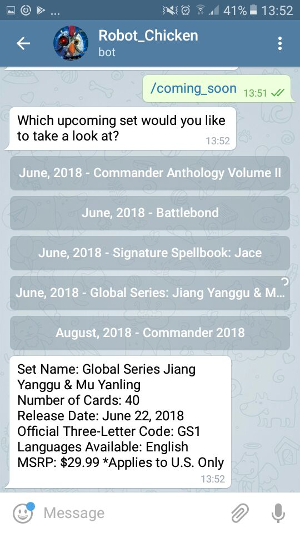 41% 13:52
Robot_Chicken
bot
/coming_soon 13:51
Which upcoming set would you like
to take a look at?
13:52
June, 2018 - Commander Anthology Volume II
June, 2018 - Battlebond
June, 2018 - Signature Spellbook: Jace
June, 2018 - Global Series: Jiang Yanggu & M...
August, 2018 - Commander 2018
Set Name: Global Series Jiang
Yanggu & Mu Yanling
Number of Cards: 40
Release Date: June 22, 2018
Official Three-Letter Code: GS1
Languages Available: English
MSRP: $29.99 *Applies to U.S. Only
13:52
Message